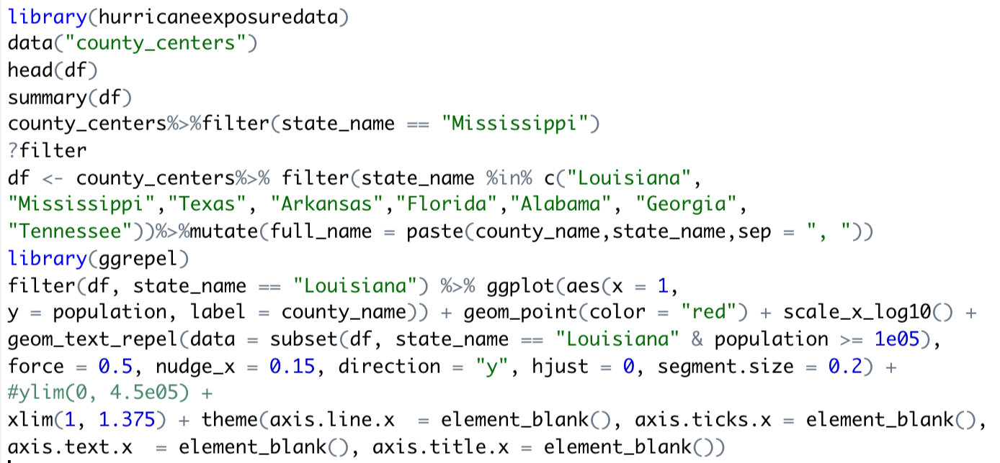 library(hurricaneexposuredata)
data("county_centers")
head(df)
summary(df)
county_centers%>%filter(state_name == "Mississippi")
?filter
df <- county_centers%>% filter(state_name %in% c("Louisiana",
"Mississippi","Texas", "Arkansas","Florida","Alabama", "Georgia",
"Tennessee"))%>%mutate(full_name = paste(county_name,state_name,sep = ", "))
library(ggrepel)
filter(df, state_name == "Louisiana") %>% ggplot(aes(x = 1,
y = population, label = county_name)) + geom_point(color = "red") + scale_x_log10() +
geom_text_repel(data = subset(df, state_name == "Louisiana" & population >= 1e05),
force = 0.5, nudge_x = 0.15, direction = "y", hjust = 0, segment.size = 0.2) +
#ylim(0, 4.5e05) +
xlim(1, 1.375) + theme(axis.line.x  = element_blank(), axis.ticks.x = element_blank(),
axis.text.x  = element_blank(), axis.title.x = element_blank())